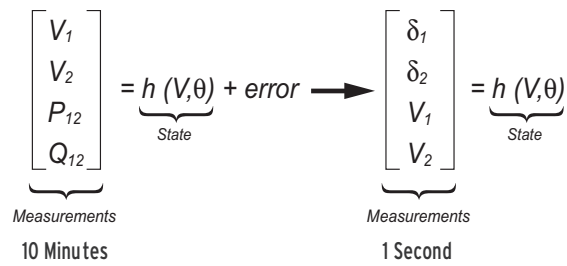 V1
V2
P12
Q12
= h (V,θ) + error
State
Measurements
10 Minutes
δ1
δ2
V1
V2
= h (V,θ)
State
Measurements
1 Second